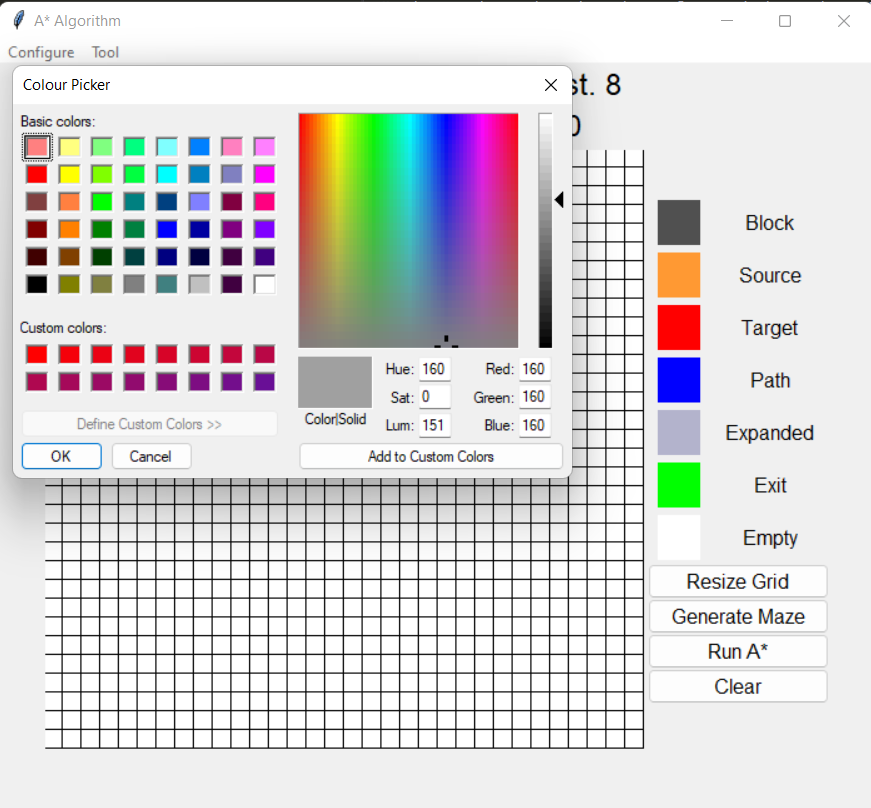 A* Algorithm
Configure Tool
Colour Picker
st. 8
0
Basic colors:
Custom colors:
Define Custom Colors >>
OK Cancel
Color|Solid
Hue: 160 Red: 160
Sat: 0 Green: 160
Lum: 151 Blue: 160
Add to Custom Colors
Block
Source
Target
Path
Expanded
Exit
Empty
Resize Grid
Generate Maze
Run A*
Clear